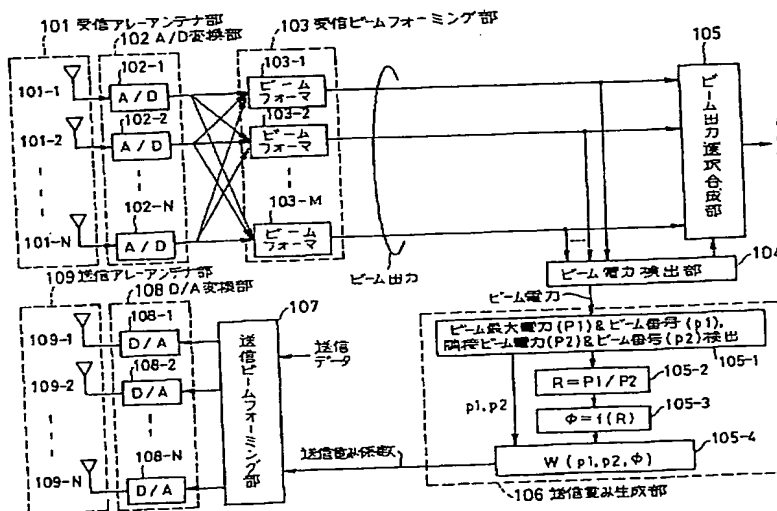 101 受信アレーアンテナ部
102 A/D変換部
103 受信ビームフォーミング部
105
101-1
102-1
A/D
103-1
ビーム
フォーマ
101-2
102-2
A/D
103-2
ビーム
フォーマ
102-N
103-M
101-N
A/D
ビーム
フォーマ
ビーム出力
ビーム出力選択合成部
104
ビーム電力検出部
ビーム電力
109 送信アレーアンテナ部
108 D/A変換部
107
109-1
108-1
D/A
109-2
108-2
D/A
109-N
108-N
D/A
送信ビームフォーミング部
送信
データ
送信重み係数
ビーム最大電力(P1)&ビーム番号(p1),
隣接ビーム電力(P2)&ビーム番号(p2)検出
105-1
R=P1/P2
105-2
p1,p2
Φ=f(R)
105-3
W(p1,p2,Φ)
105-4
106 送信重み生成部